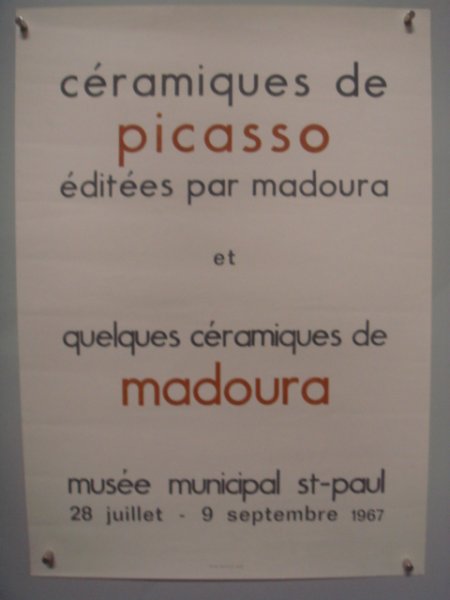 céramiques de
picasso
éditées par madoura
et
quelques céramiques de
madoura
musée municipal st-paul
28 juillet - 9 septembre 1967